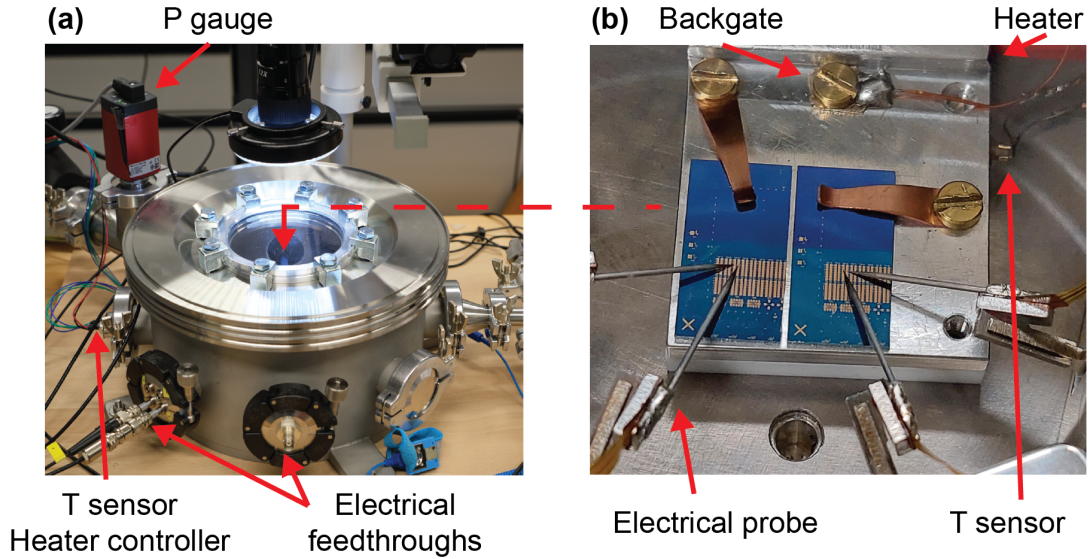 (a)
P gauge
(b)
Backgate
Heater
T sensor
Heater controller
Electrical
feedthroughs
Electrical probe
T sensor